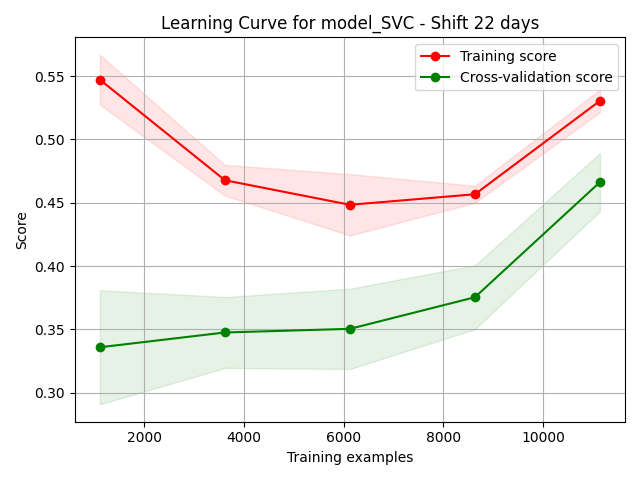 Learning Curve for model_SVC - Shift 22 days
Training score
Cross-validation score
0.55
0.50
0.45
0.40
0.35
0.30
Score
2000 4000 6000 8000 10000
Training examples